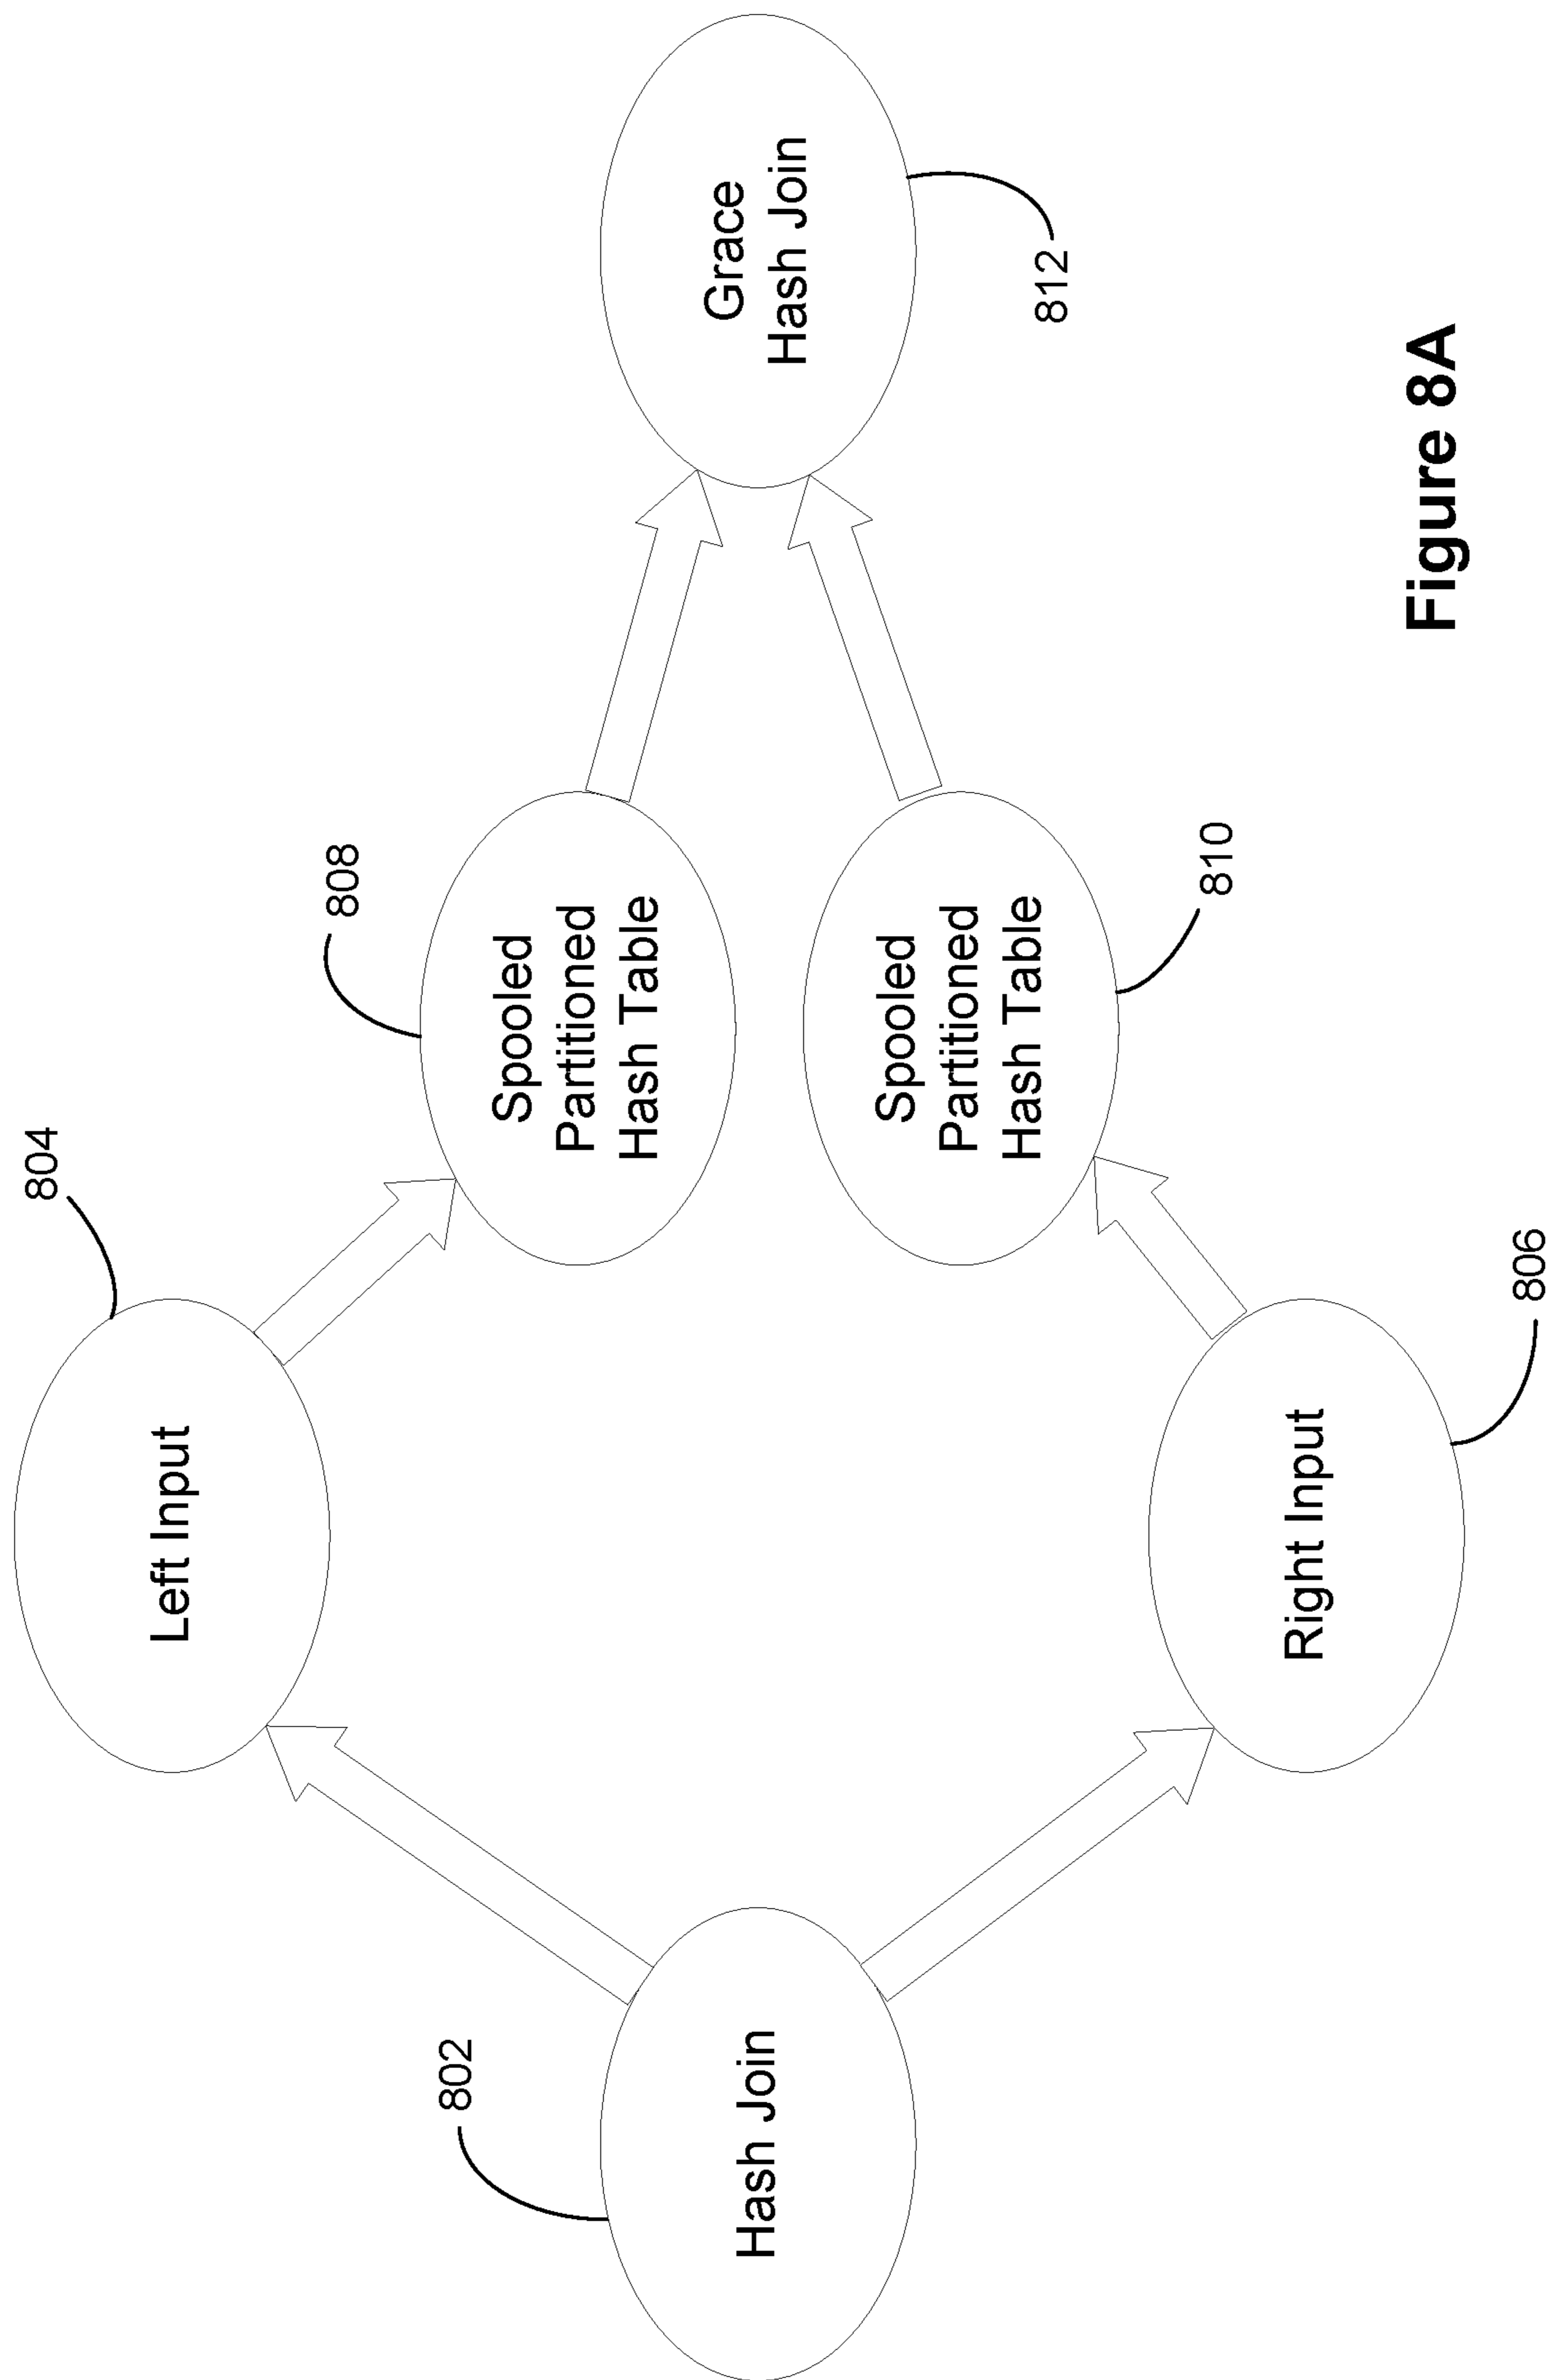 802
Hash Join
804
Left Input
806
Right Input
808
Spooled
Partitioned
Hash Table
810
Spooled
Partitioned
Hash Table
812
Grace
Hash Join
Figure 8A